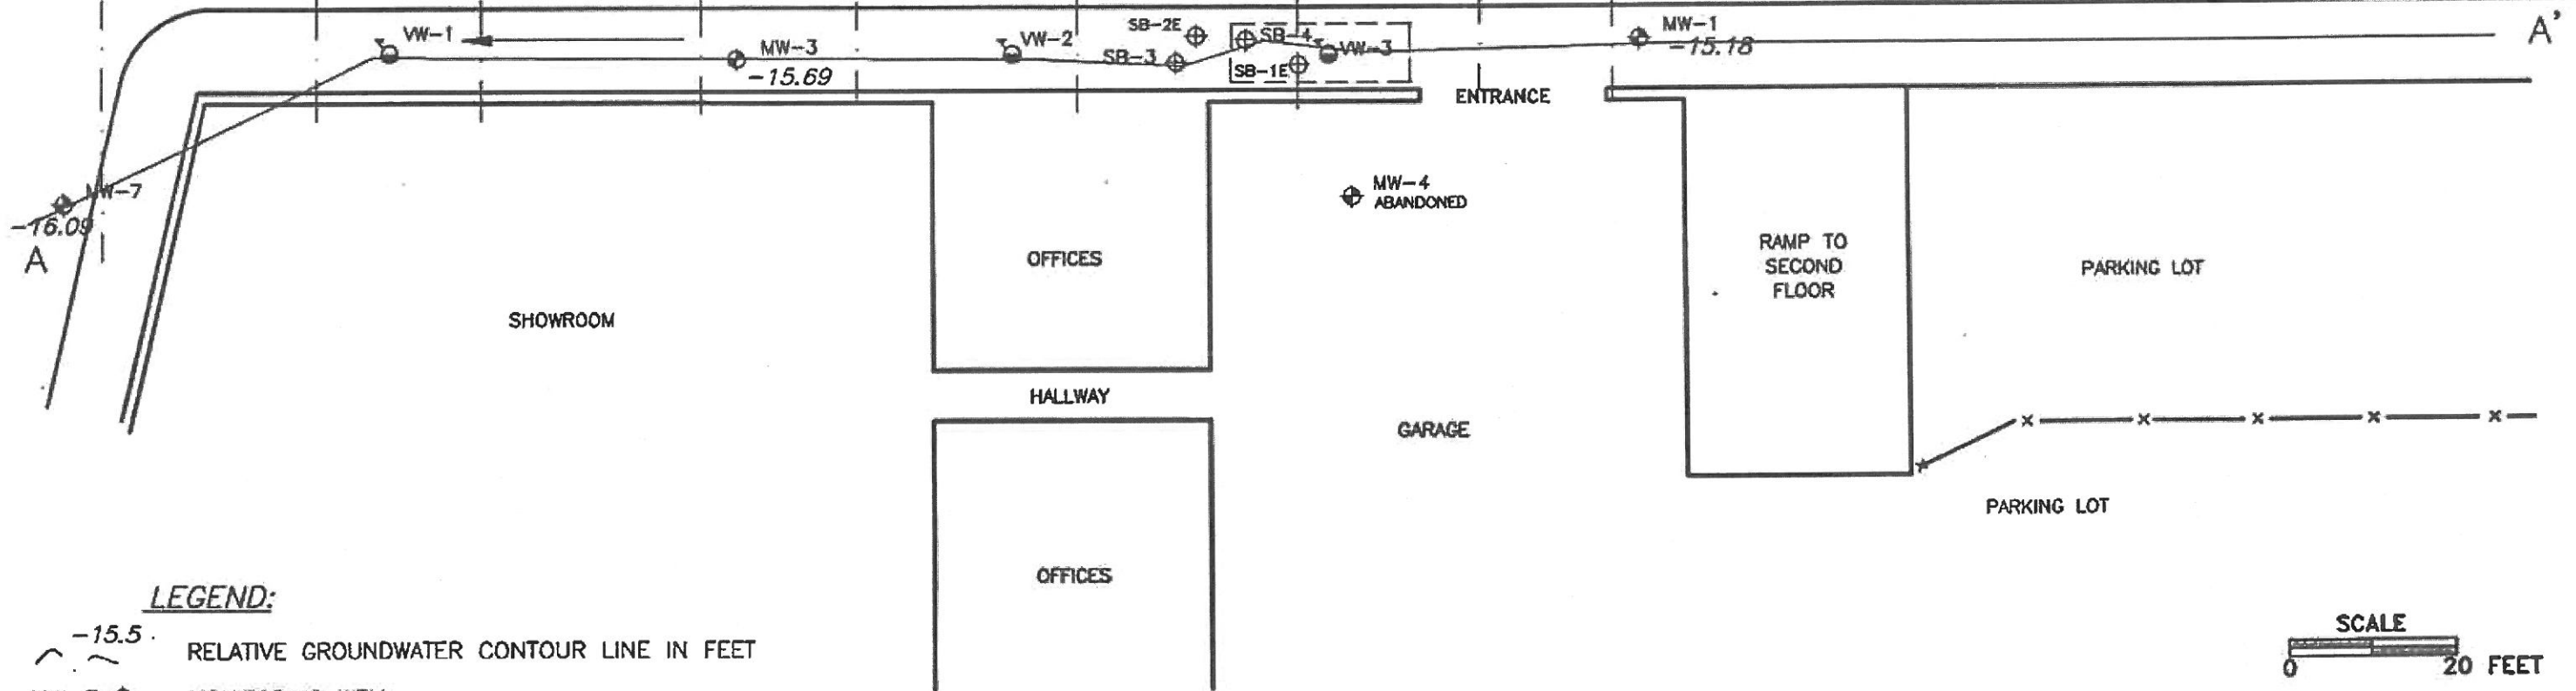 A'
SB-2E
MW-1
VW-1
VW-2
SB-4
MW-3
VW-3
-15.18
SB-3
SB-1E
-15.69
ENTRANCE
MW-7
MW-4
ABANDONED
-16.09
A
OFFICES
RAMP TO
SECOND
FLOOR
PARKING LOT
SHOWROOM
HALLWAY
GARAGE
PARKING LOT
OFFICES
LEGEND:
-15.5
RELATIVE GROUNDWATER CONTOUR LINE IN FEET
SCALE
0 20 FEET